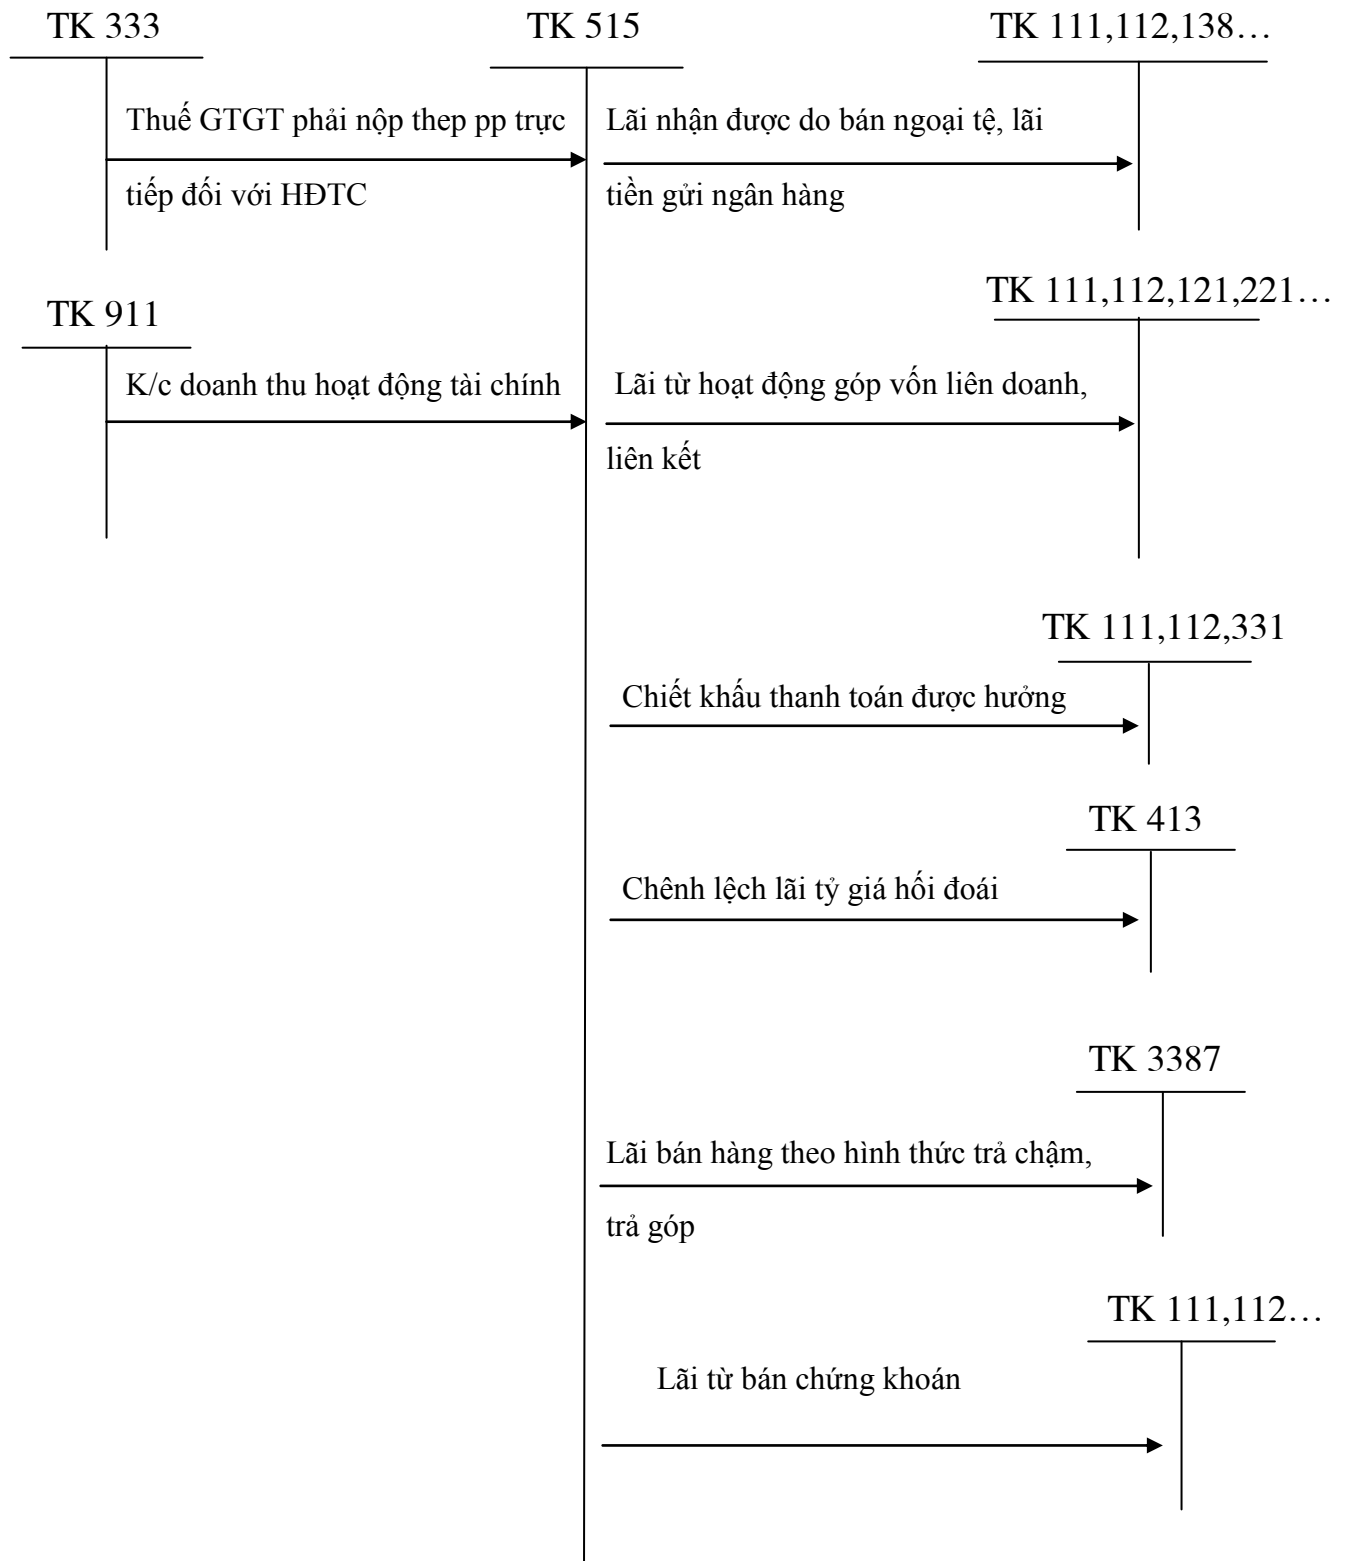 TK 333
TK 515
TK 111,112,138…
Thuế GTGT phải nộp thep pp trực
tiếp đối với HĐTC
Lãi nhận được do bán ngoại tệ, lãi
tiền gửi ngân hàng
TK 911
TK 111,112,121,221…
K/c doanh thu hoạt động tài chính
Lãi từ hoạt động góp vốn liên doanh,
liên kết
TK 111,112,331
Chiết khấu thanh toán được hưởng
TK 413
Chênh lệch lãi tỷ giá hối đoái
TK 3387
Lãi bán hàng theo hình thức trả chậm,
trả góp
TK 111,112…
Lãi từ bán chứng khoán